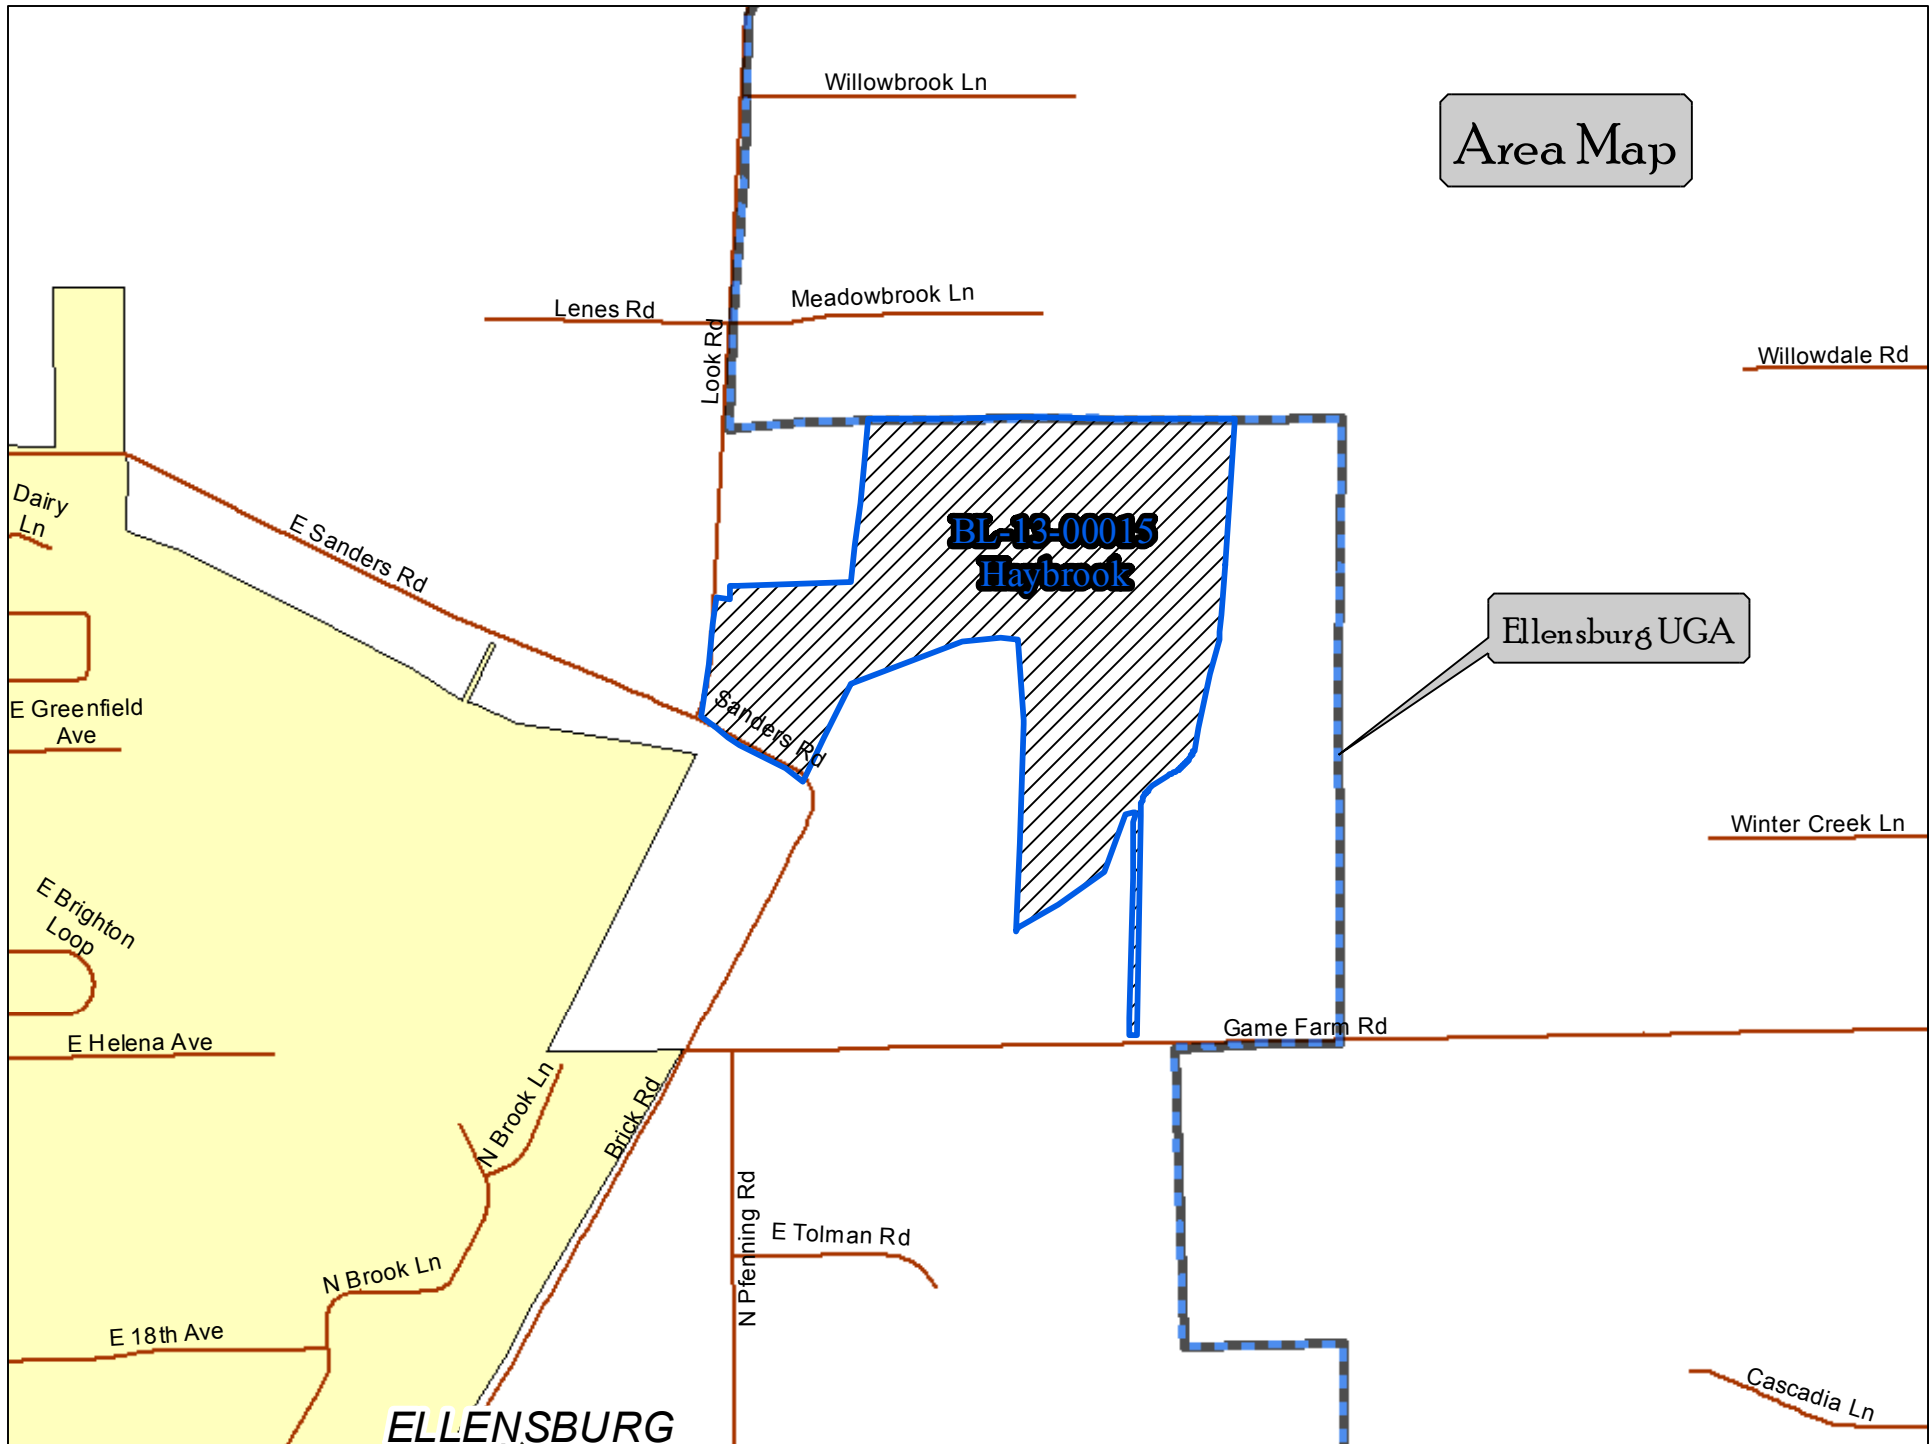 Willowbrook Ln
Area Map
Lenes Rd
Meadowbrook Ln
Look Rd
Willowdale Rd
Dairy
Ln
E Sanders Rd
BL-13-00015
Haybrook
Ellensburg UGA
E Greenfield
Ave
Sanders Rd
Winter Creek Ln
E Brighton
Loop
E Helena Ave
Game Farm Rd
N Brook Ln
Brick Rd
N Pfenning Rd
E Tolman Rd
N Brook Ln
E 18th Ave
Cascadia Ln
ELLENSBURG